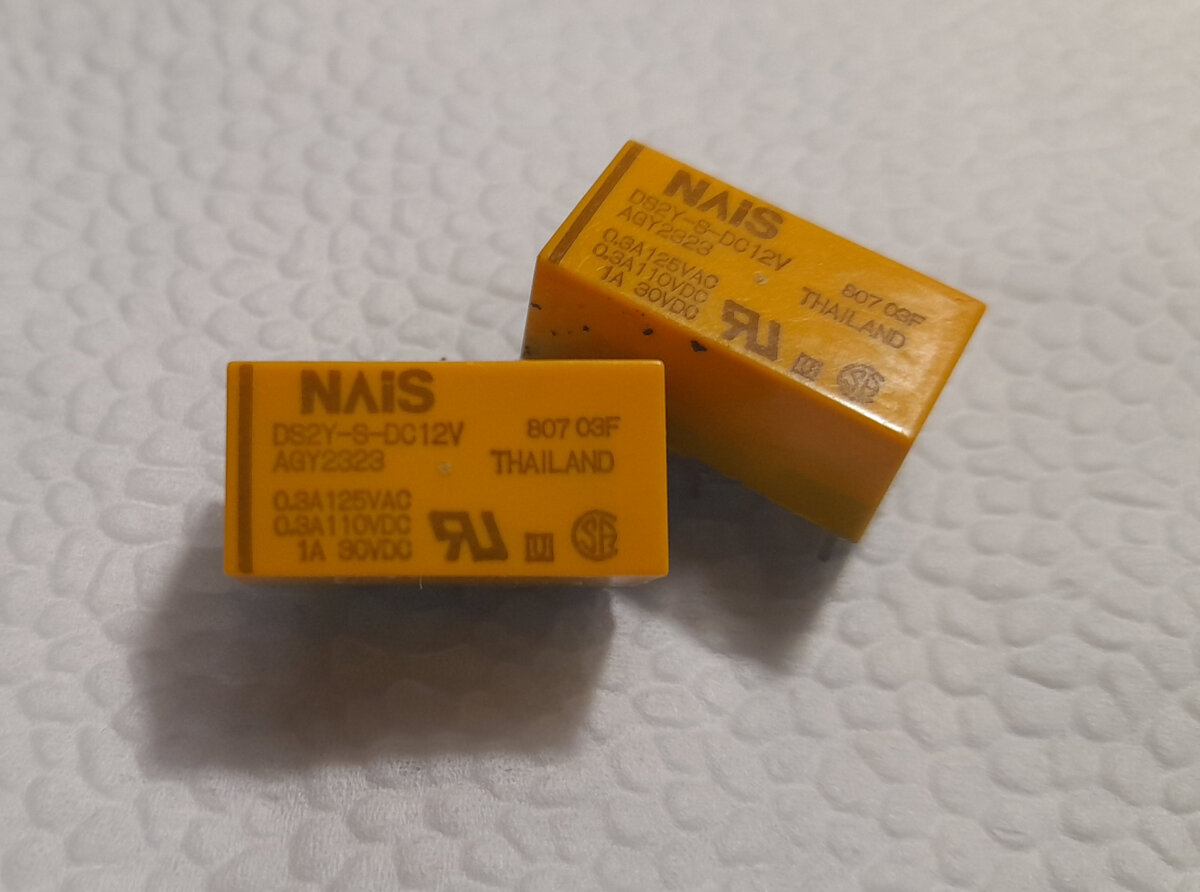 NAiS
DS2Y-S-DC12V
AGY2323
807 03F
THAILAND
0.3A125VAC
0.3A110VDC
1A 30VDC
NAiS
DS2Y-S-DC12V
AGY2323
807 03F
THAILAND
0.3A125VAC
0.3A110VDC
1A 30VDC